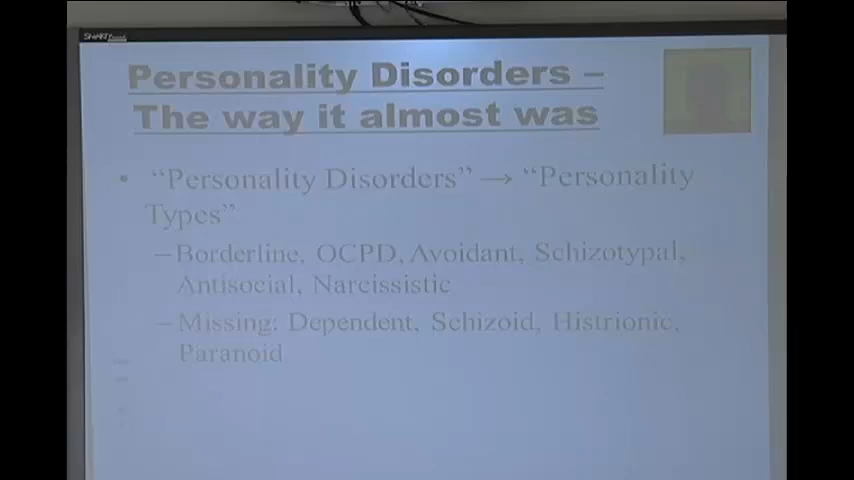 Personality Disorders –
The way it almost was
• “Personality Disorders” → “Personality
Types”
– Borderline, OCPD, Avoidant, Schizotypal,
Antisocial, Narcissistic
– Missing: Dependent, Schizoid, Histrionic,
Paranoid